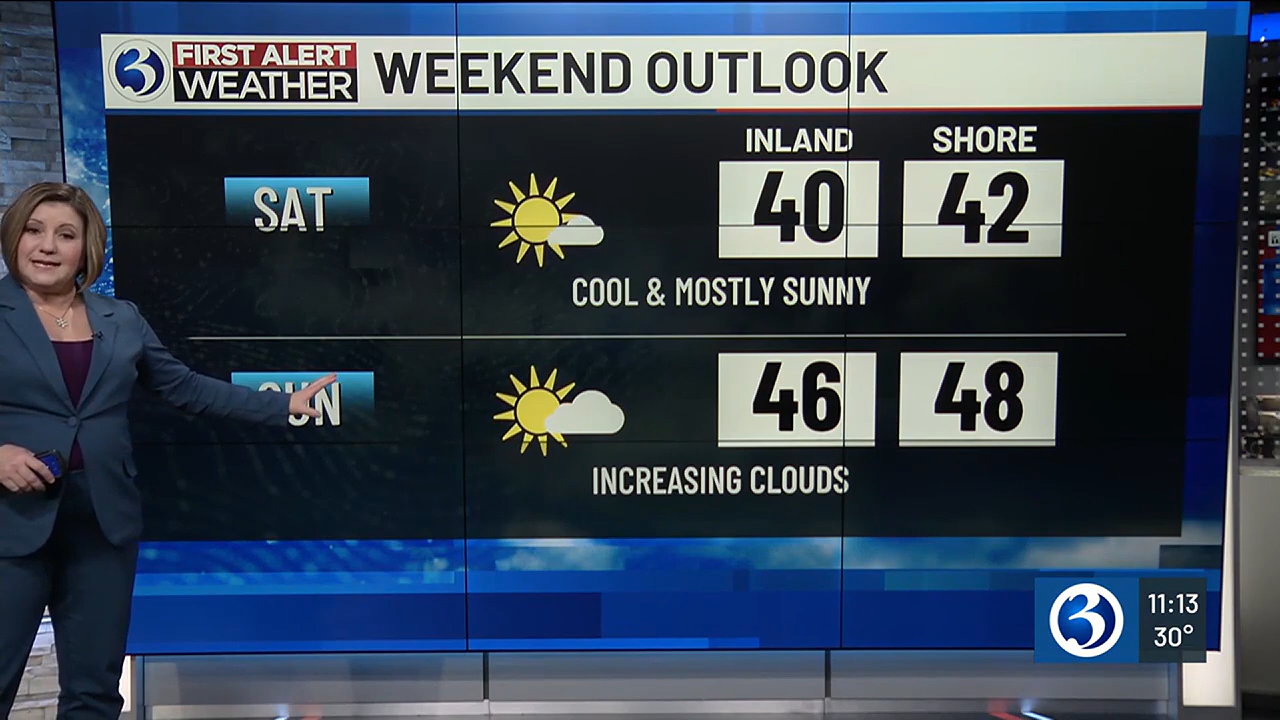 3 FIRST ALERT
WEATHER
WEEKEND OUTLOOK
INLAND SHORE
SAT 40 42
COOL & MOSTLY SUNNY
SUN 46 48
INCREASING CLOUDS
3 11:13
30°